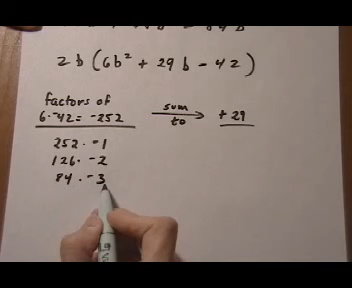 2b(6b² + 29b - 42)
factors of
6·-42 = -252 sum to + 29
252 · -1
126 · -2
84 · -3